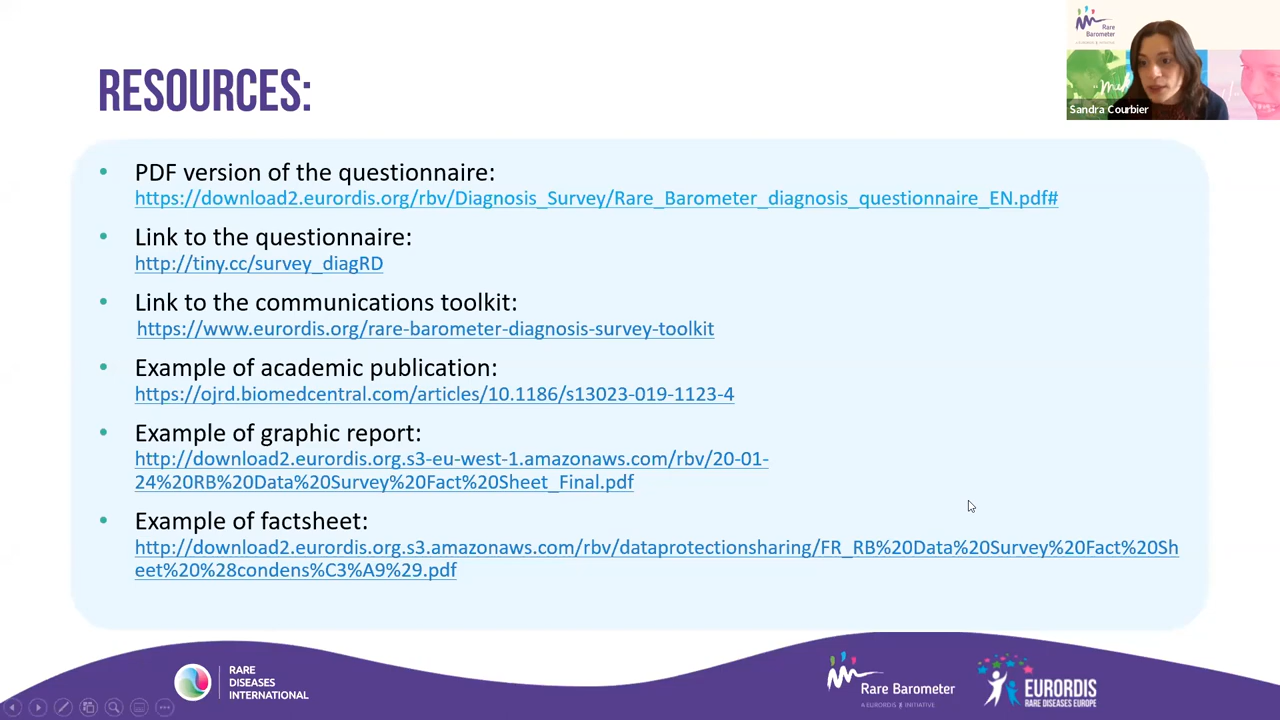 RESOURCES:
Rare
Barometer
Sandra Courbier
• PDF version of the questionnaire:
https://download2.eurordis.org/rbv/Diagnosis_Survey/Rare_Barometer_diagnosis_questionnaire_EN.pdf#
• Link to the questionnaire:
http://tiny.cc/survey_diagRD
• Link to the communications toolkit:
https://www.eurordis.org/rare-barometer-diagnosis-survey-toolkit
• Example of academic publication:
https://ojrd.biomedcentral.com/articles/10.1186/s13023-019-1123-4
• Example of graphic report:
http://download2.eurordis.org.s3-eu-west-1.amazonaws.com/rbv/20-01-
24%20RB%20Data%20Survey%20Fact%20Sheet_Final.pdf
• Example of factsheet:
http://download2.eurordis.org.s3.amazonaws.com/rbv/dataprotectionsharing/FR_RB%20Data%20Survey%20Fact%20Sh
eet%20%28condens%C3%A9%29.pdf
RARE
DISEASES
INTERNATIONAL
Rare Barometer
A EURORDIS INITIATIVE
EURORDIS
RARE DISEASES EUROPE